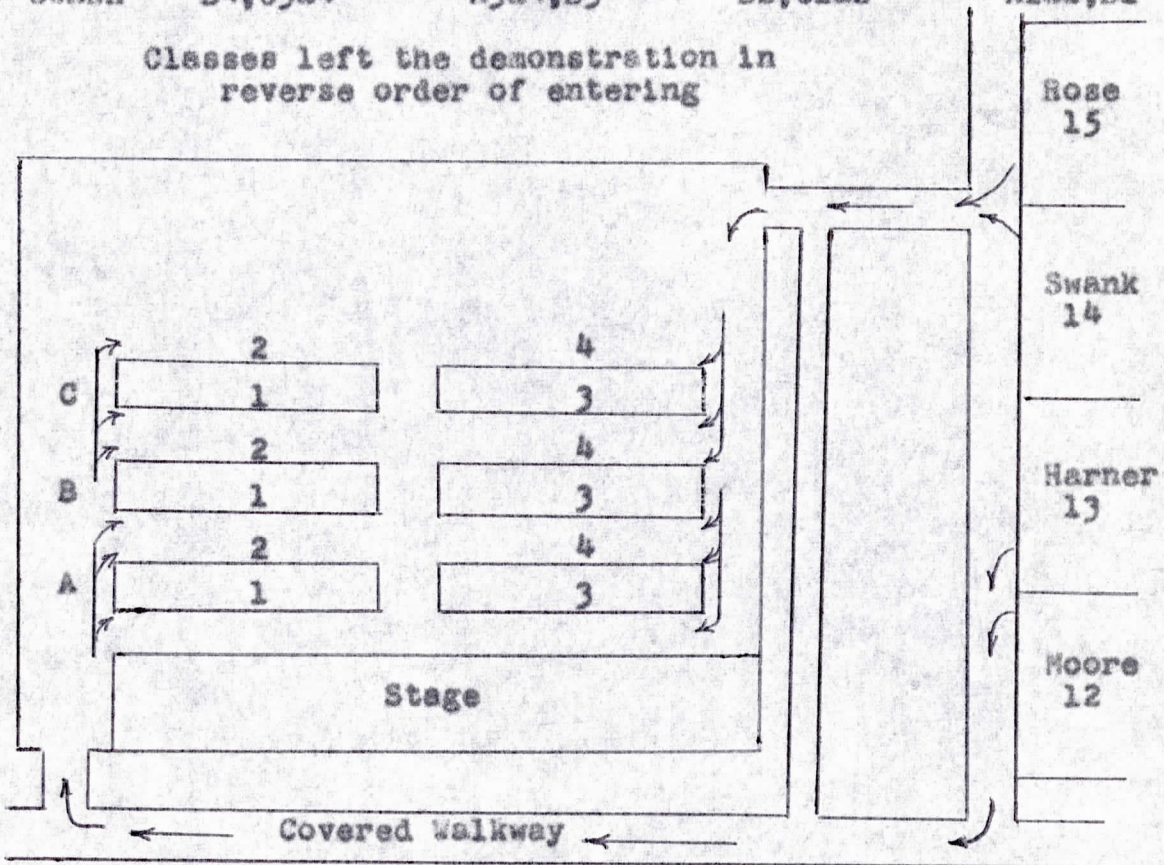 Classes left the demonstration in
reverse order of entering
Rose
15
Swank
14
Harner
13
Moore
12
2 4
C 1 3
2 4
B 1 3
2 4
A 1 3
Stage
Covered Walkway